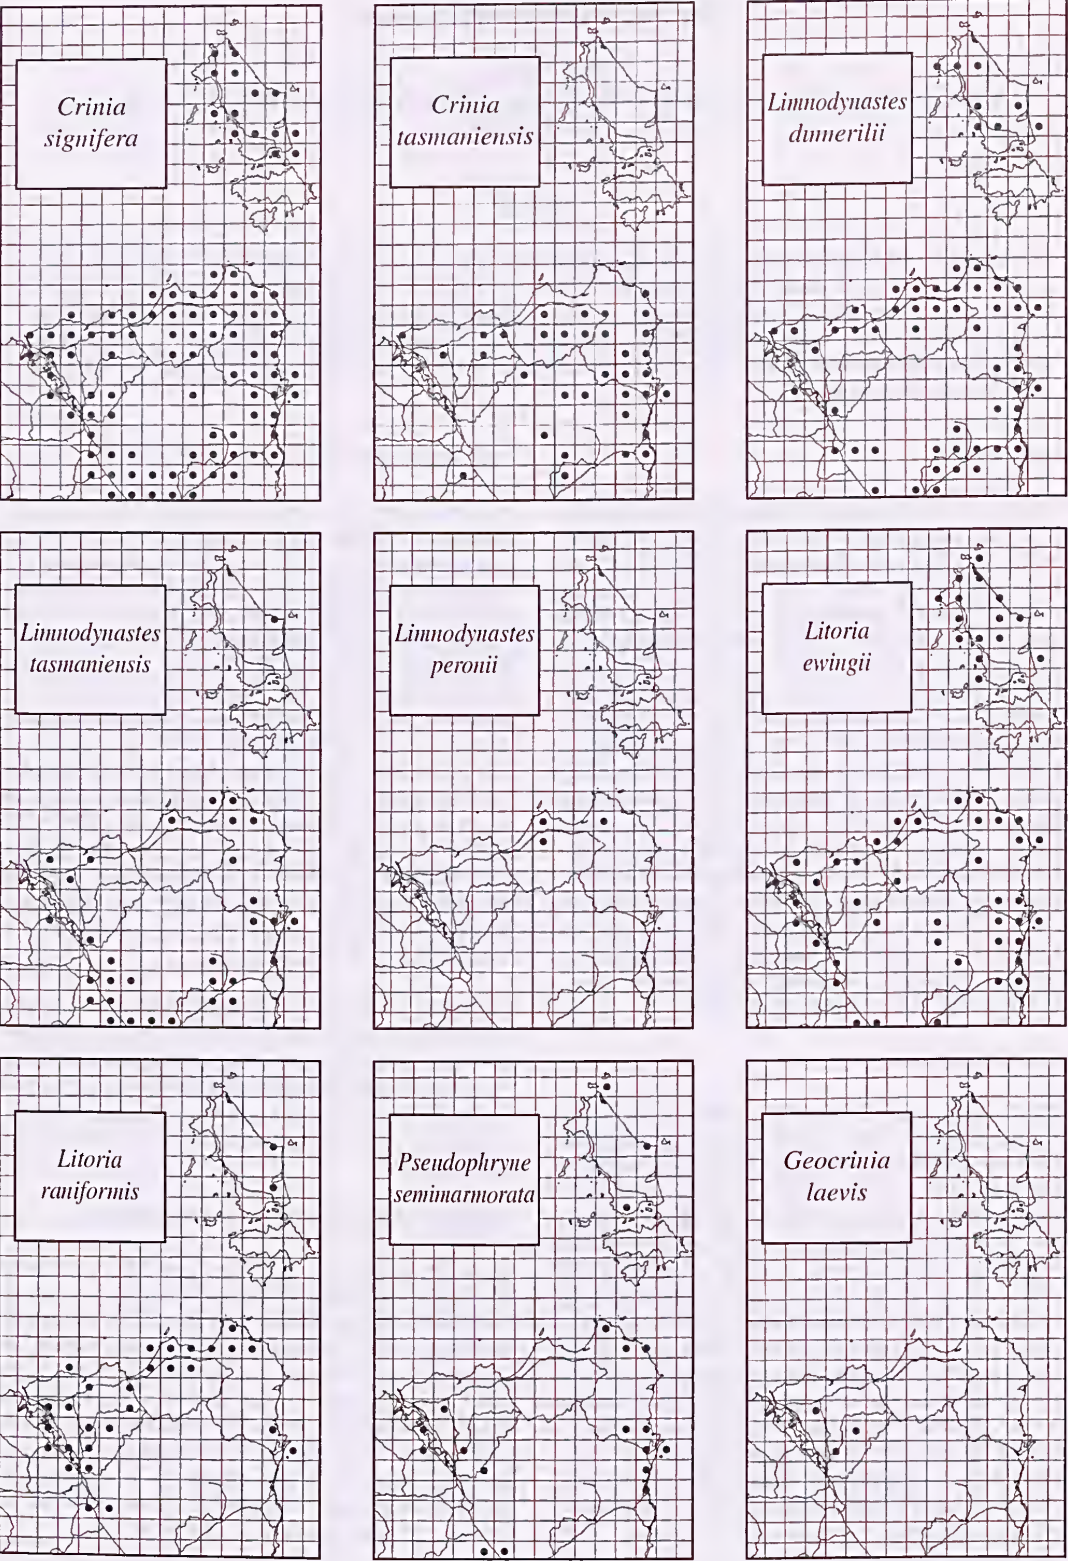 Crinia
signifera
Crinia
tasmaniensis
Limnodynastes
dumerilii
Limnodynastes
tasmaniensis
Limnodynastes
peronii
Litoria
ewingii
Litoria
raniformis
Pseudophryne
semimarmorata
Geocrinia
laevis